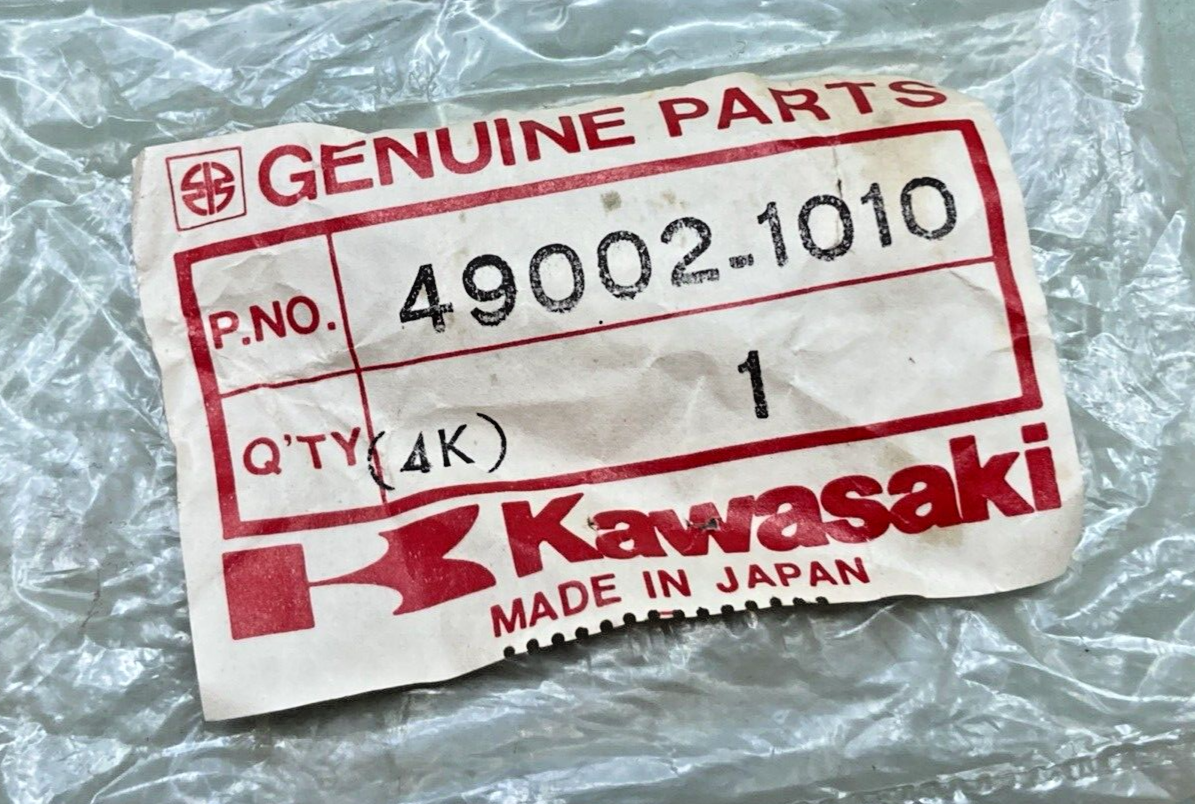 GENUINE PARTS
P.NO. 49002-1010
Q'TY (4K) 1
Kawasaki
MADE IN JAPAN